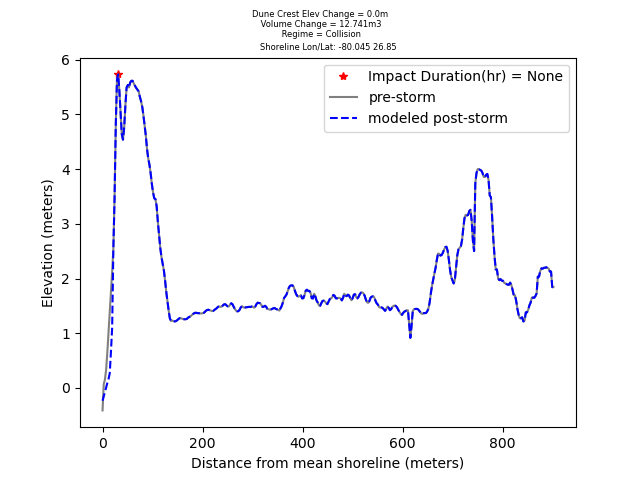 Dune Crest Elev Change = 0.0m
Volume Change = 12.741m3
Regime = Collision
Shoreline Lon/Lat: -80.045 26.85
Impact Duration(hr) = None
pre-storm
modeled post-storm
Elevation (meters)
6
5
4
3
2
1
0
0 200 400 600 800
Distance from mean shoreline (meters)